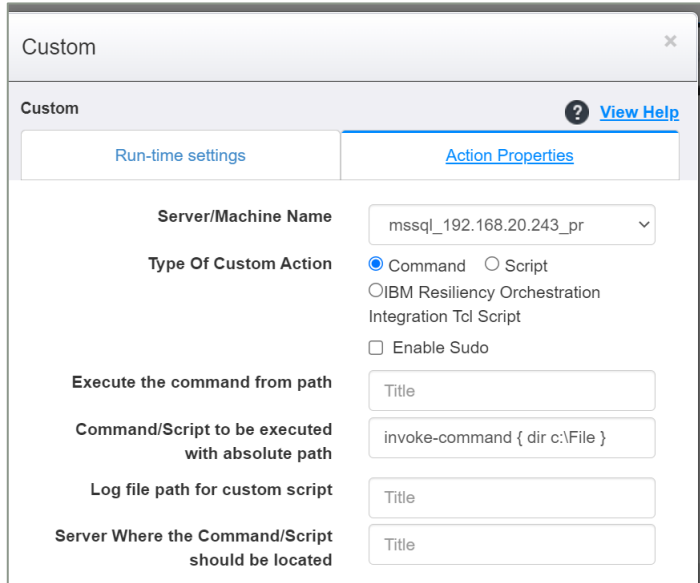 Custom
×
Custom
? View Help
Run-time settings Action Properties
Server/Machine Name mssql_192.168.20.243_pr
Type Of Custom Action Command Script
IBM Resiliency Orchestration
Integration Tcl Script
Enable Sudo
Execute the command from path Title
Command/Script to be executed
with absolute path invoke-command { dir c:\File }
Log file path for custom script Title
Server Where the Command/Script
should be located Title